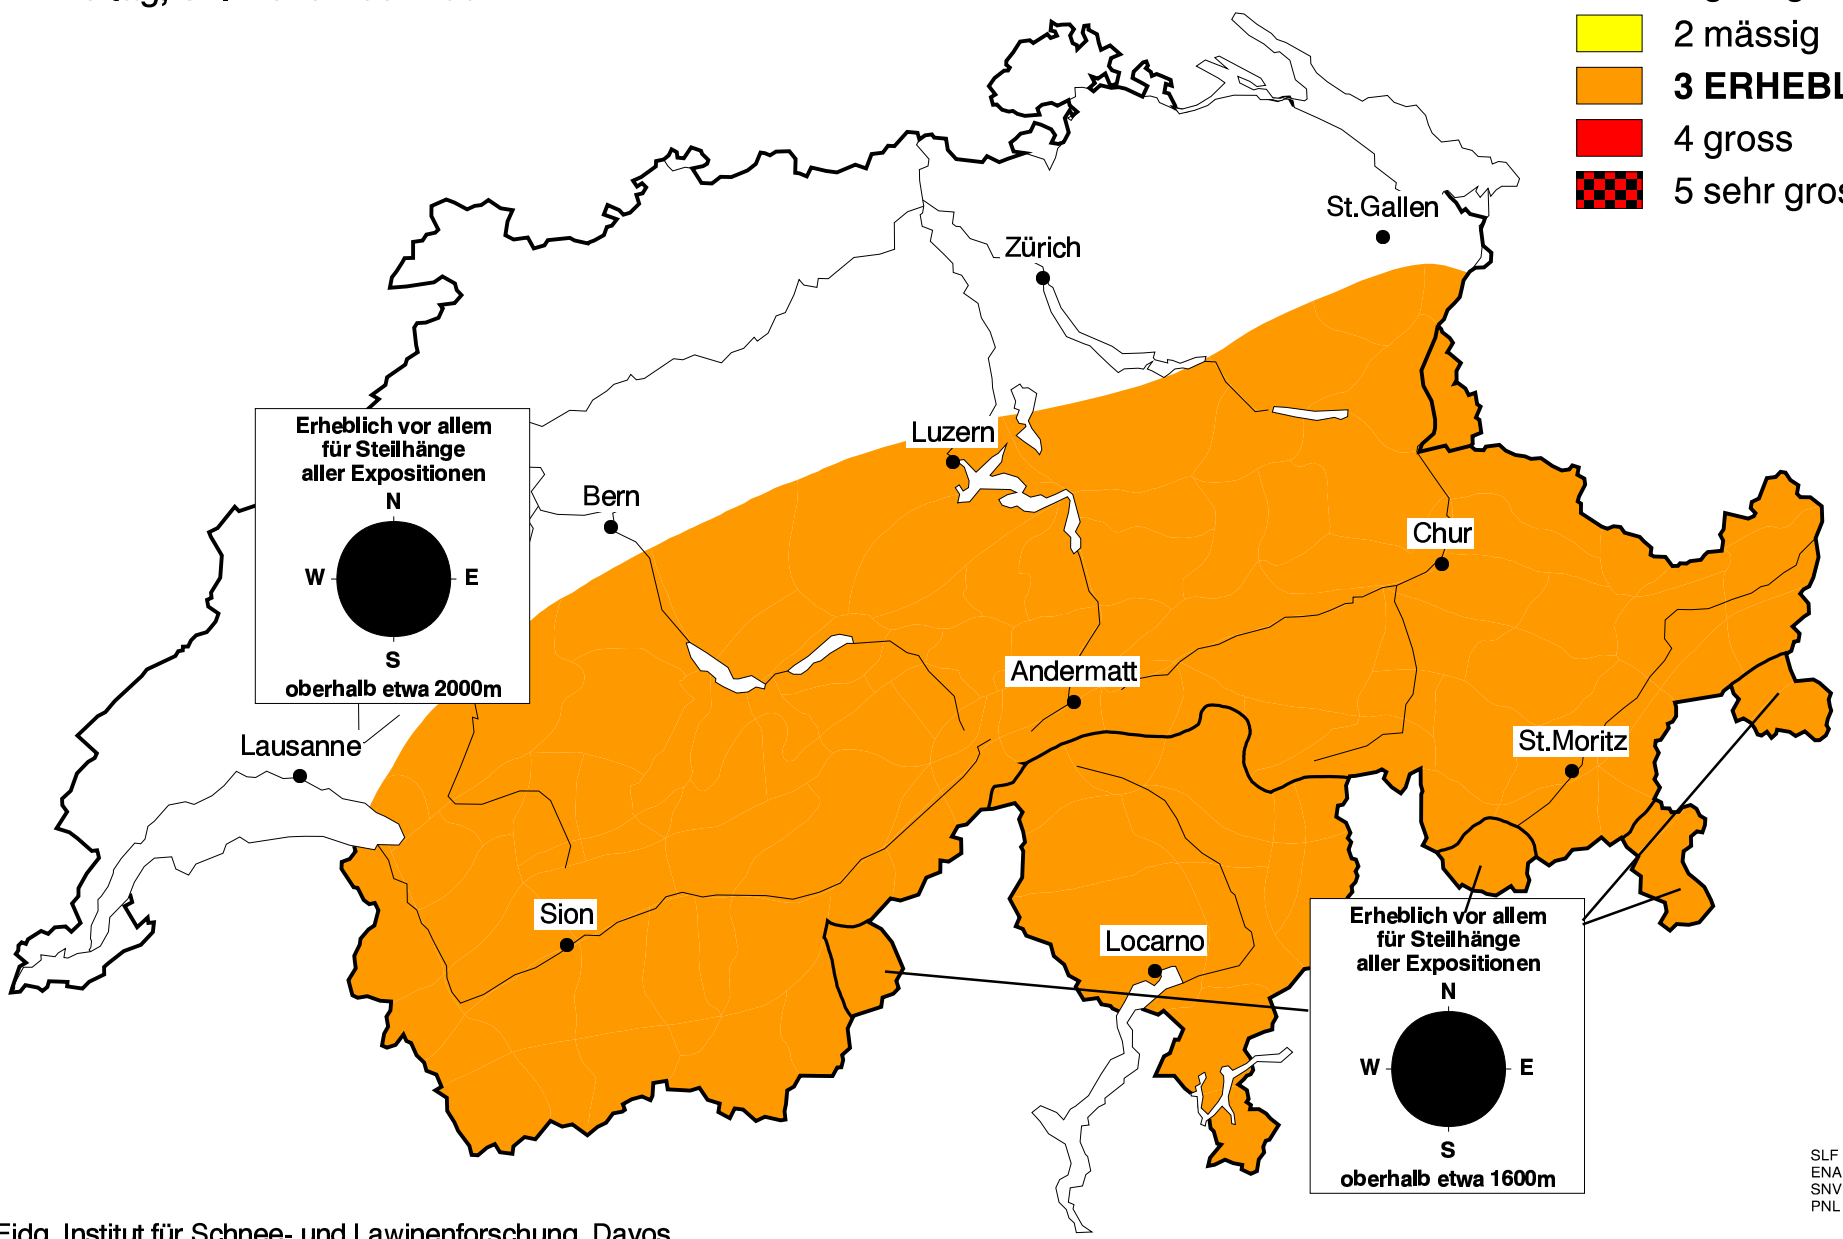 2 mässig
3 ERHEBL
4 gross
5 sehr gros
St.Gallen
Zürich
Luzern
Erheblich vor allem
für Steilhänge
aller Expositionen
N
W E
S
oberhalb etwa 2000m
Bern
Chur
Andermatt
Lausanne
St.Moritz
Sion
Locarno
Erheblich vor allem
für Steilhänge
aller Expositionen
N
W E
S
oberhalb etwa 1600m
SLF
ENA
SNV
PNL
Eidg. Institut für Schnee- und Lawinenforschung, Davos